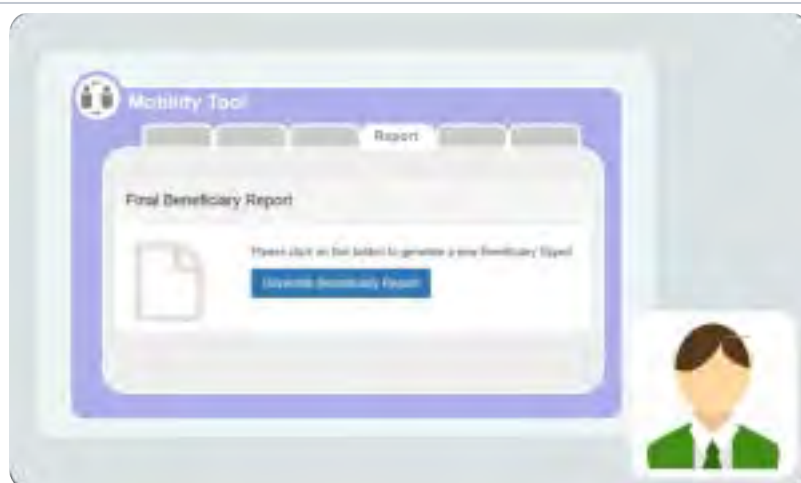 Mobility Tool
Report
Final Beneficiary Report
Please click on the button to generate a new Beneficiary Report
Generate Beneficiary Report